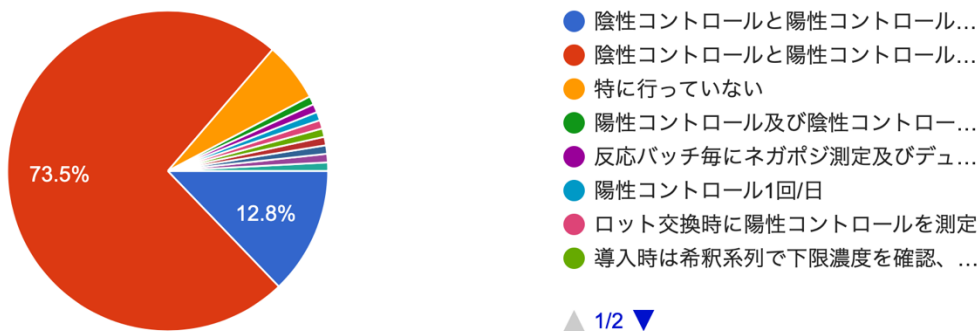 陰性コントロールと陽性コントロール…
陰性コントロールと陽性コントロール…
特に行っていない
陽性コントロール及び陰性コントロー…
反応バッチ毎にネガポジ測定及びデュ…
陽性コントロール1回/日
ロット交換時に陽性コントロールを測定
導入時は希釈系列で下限濃度を確認、…
1/2
73.5%
12.8%